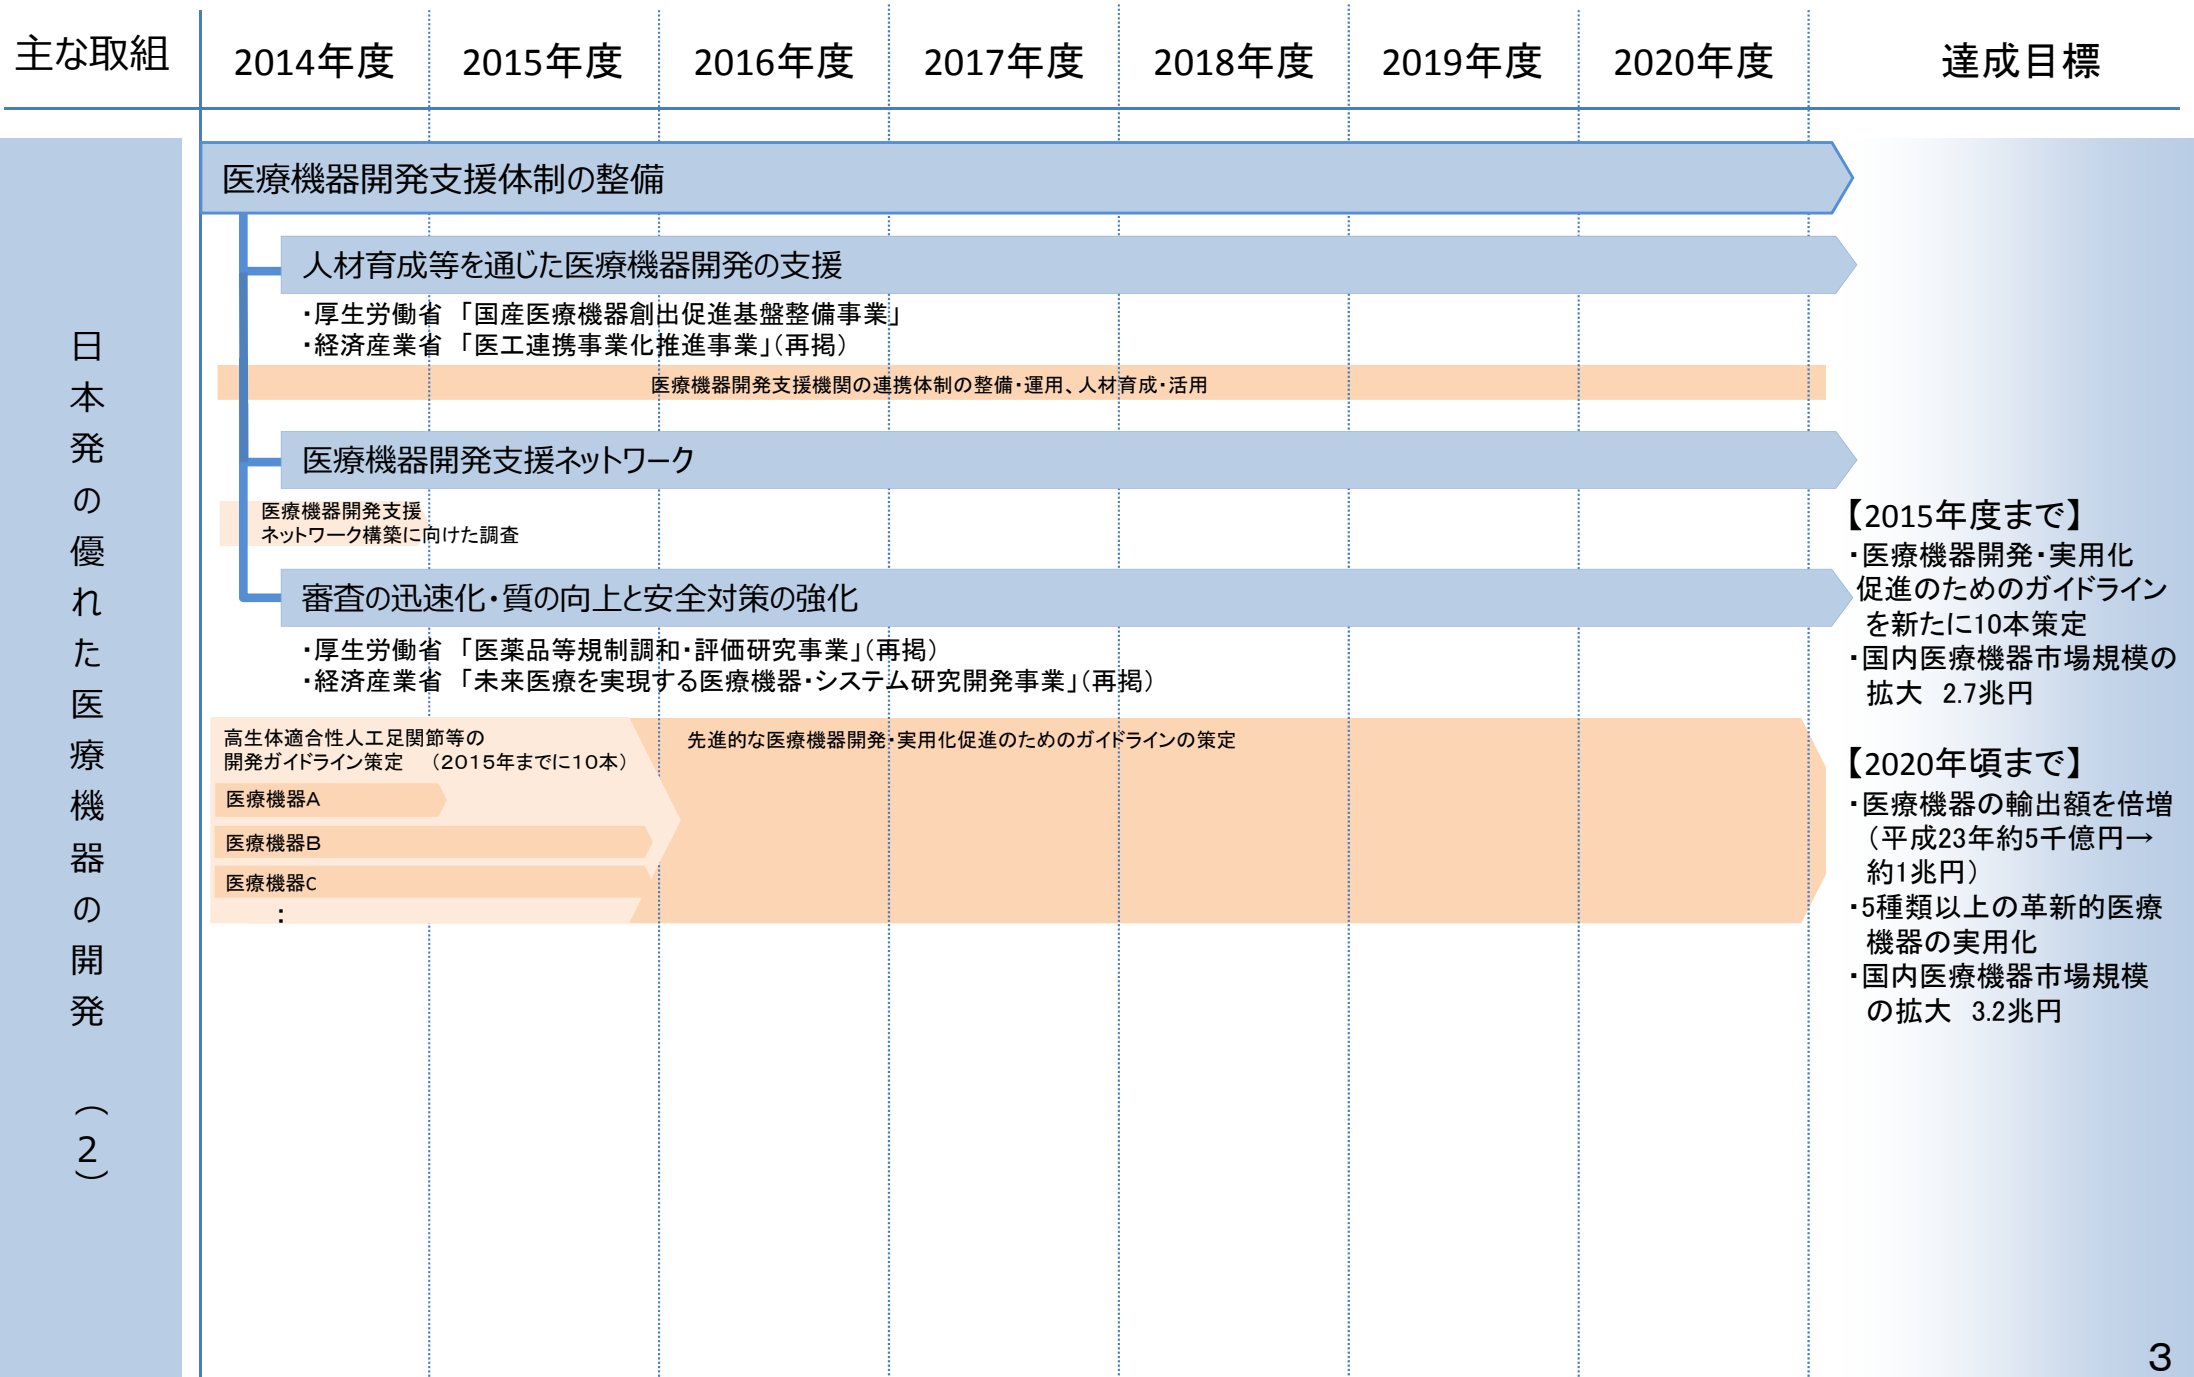 主な取組
2014年度
2015年度
2016年度
2017年度
2018年度
2019年度
2020年度
達成目標
日本発の優れた医療機器の開発 （2）
医療機器開発支援体制の整備
人材育成等を通じた医療機器開発の支援
・厚生労働省 「国産医療機器創出促進基盤整備事業」
・経済産業省 「医工連携事業化推進事業」（再掲）
医療機器開発支援機関の連携体制の整備・運用、人材育成・活用
医療機器開発支援ネットワーク
医療機器開発支援
ネットワーク構築に向けた調査
審査の迅速化・質の向上と安全対策の強化
・厚生労働省 「医薬品等規制調和・評価研究事業」（再掲）
・経済産業省 「未来医療を実現する医療機器・システム研究開発事業」（再掲）
高生体適合性人工足関節等の
開発ガイドライン策定 （2015年までに10本）
医療機器A
医療機器B
医療機器C
：
先進的な医療機器開発・実用化促進のためのガイドラインの策定
【2015年度まで】
・医療機器開発・実用化
促進のためのガイドライン
を新たに10本策定
・国内医療機器市場規模の
拡大 2.7兆円
【2020年頃まで】
・医療機器の輸出額を倍増
（平成23年約5千億円→
約1兆円）
・5種類以上の革新的医療
機器の実用化
・国内医療機器市場規模
の拡大 3.2兆円
3